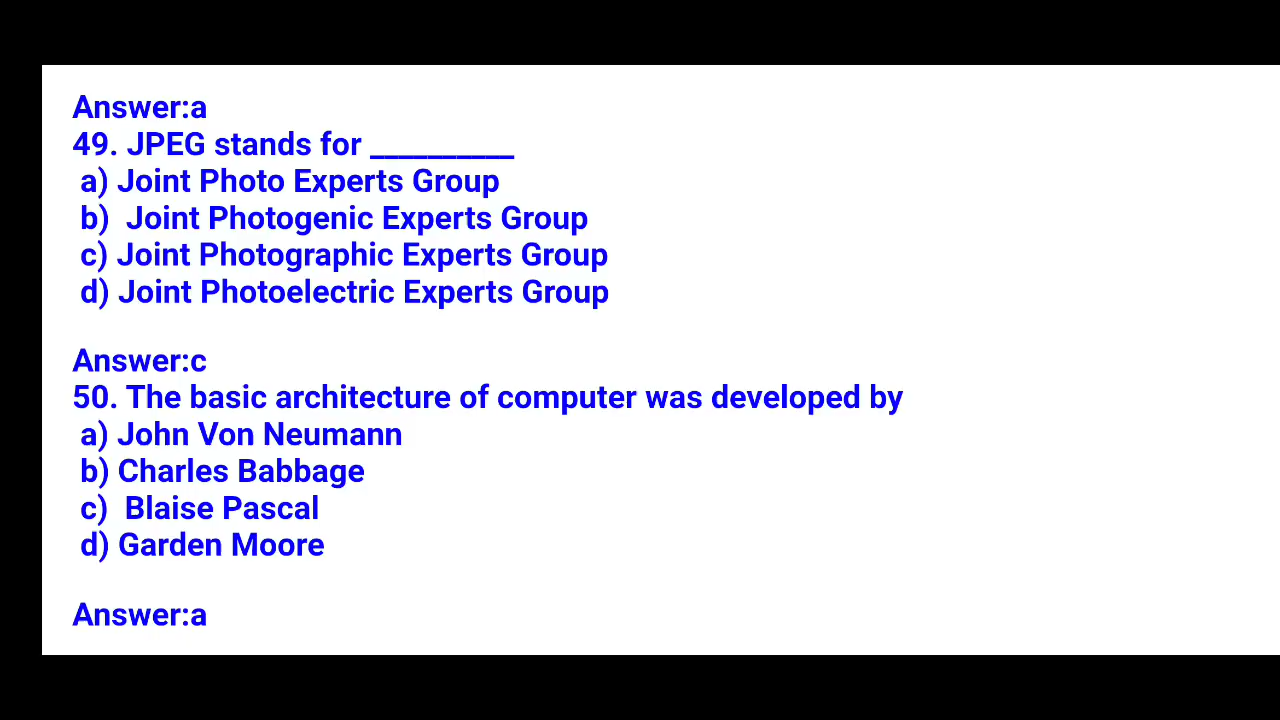 Answer:a
49. JPEG stands for __________
a) Joint Photo Experts Group
b)  Joint Photogenic Experts Group
c) Joint Photographic Experts Group
d) Joint Photoelectric Experts Group
Answer:c
50. The basic architecture of computer was developed by
a) John Von Neumann
b) Charles Babbage
c)  Blaise Pascal
d) Garden Moore
Answer:a